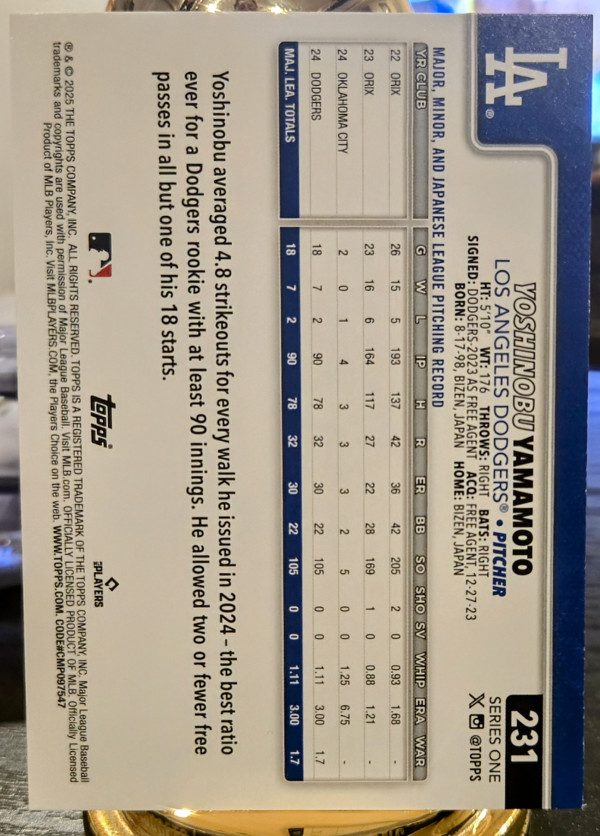 LA®
231
SERIES ONE
X @TOPPS
YOSHINOBU YAMAMOTO
LOS ANGELES DODGERS® • PITCHER
HT: 5'10" WT: 176 THROWS: RIGHT BATS: RIGHT
SIGNED: DODGERS-2023 AS FREE AGENT ACQ: FREE AGENT, 12-27-23
BORN: 8-17-98, BIZEN, JAPAN HOME: BIZEN, JAPAN
MAJOR, MINOR, AND JAPANESE LEAGUE PITCHING RECORD
YR CLUB G W L IP H R ER BB SO SHO SV WHIP ERA WAR
22 ORIX 26 15 5 193 137 42 36 42 205 2 0 0.93 1.68 -
23 ORIX 23 16 6 164 117 27 22 28 169 1 0 0.88 1.21 -
24 OKLAHOMA CITY 2 0 1 4 3 3 3 2 5 0 0 1.25 6.75 -
24 DODGERS 18 7 2 90 78 32 30 22 105 0 0 1.11 3.00 1.7
MAJ. LEA. TOTALS 18 7 2 90 78 32 30 22 105 0 0 1.11 3.00 1.7
Yoshinobu averaged 4.8 strikeouts for every walk he issued in 2024 – the best ratio
ever for a Dodgers rookie with at least 90 innings. He allowed two or fewer free
passes in all but one of his 18 starts.
topps
PLAYERS
® & © 2025 THE TOPPS COMPANY, INC. ALL RIGHTS RESERVED. TOPPS IS A REGISTERED TRADEMARK OF THE TOPPS COMPANY, INC. Major League Baseball
trademarks and copyrights are used with permission of Major League Baseball. Visit MLB.com. OFFICIALLY LICENSED PRODUCT OF MLB. Officially Licensed
Product of MLB Players, Inc. Visit MLBPLAYERS.COM, the Players Choice on the web. WWW.TOPPS.COM. CODE#CMP097547